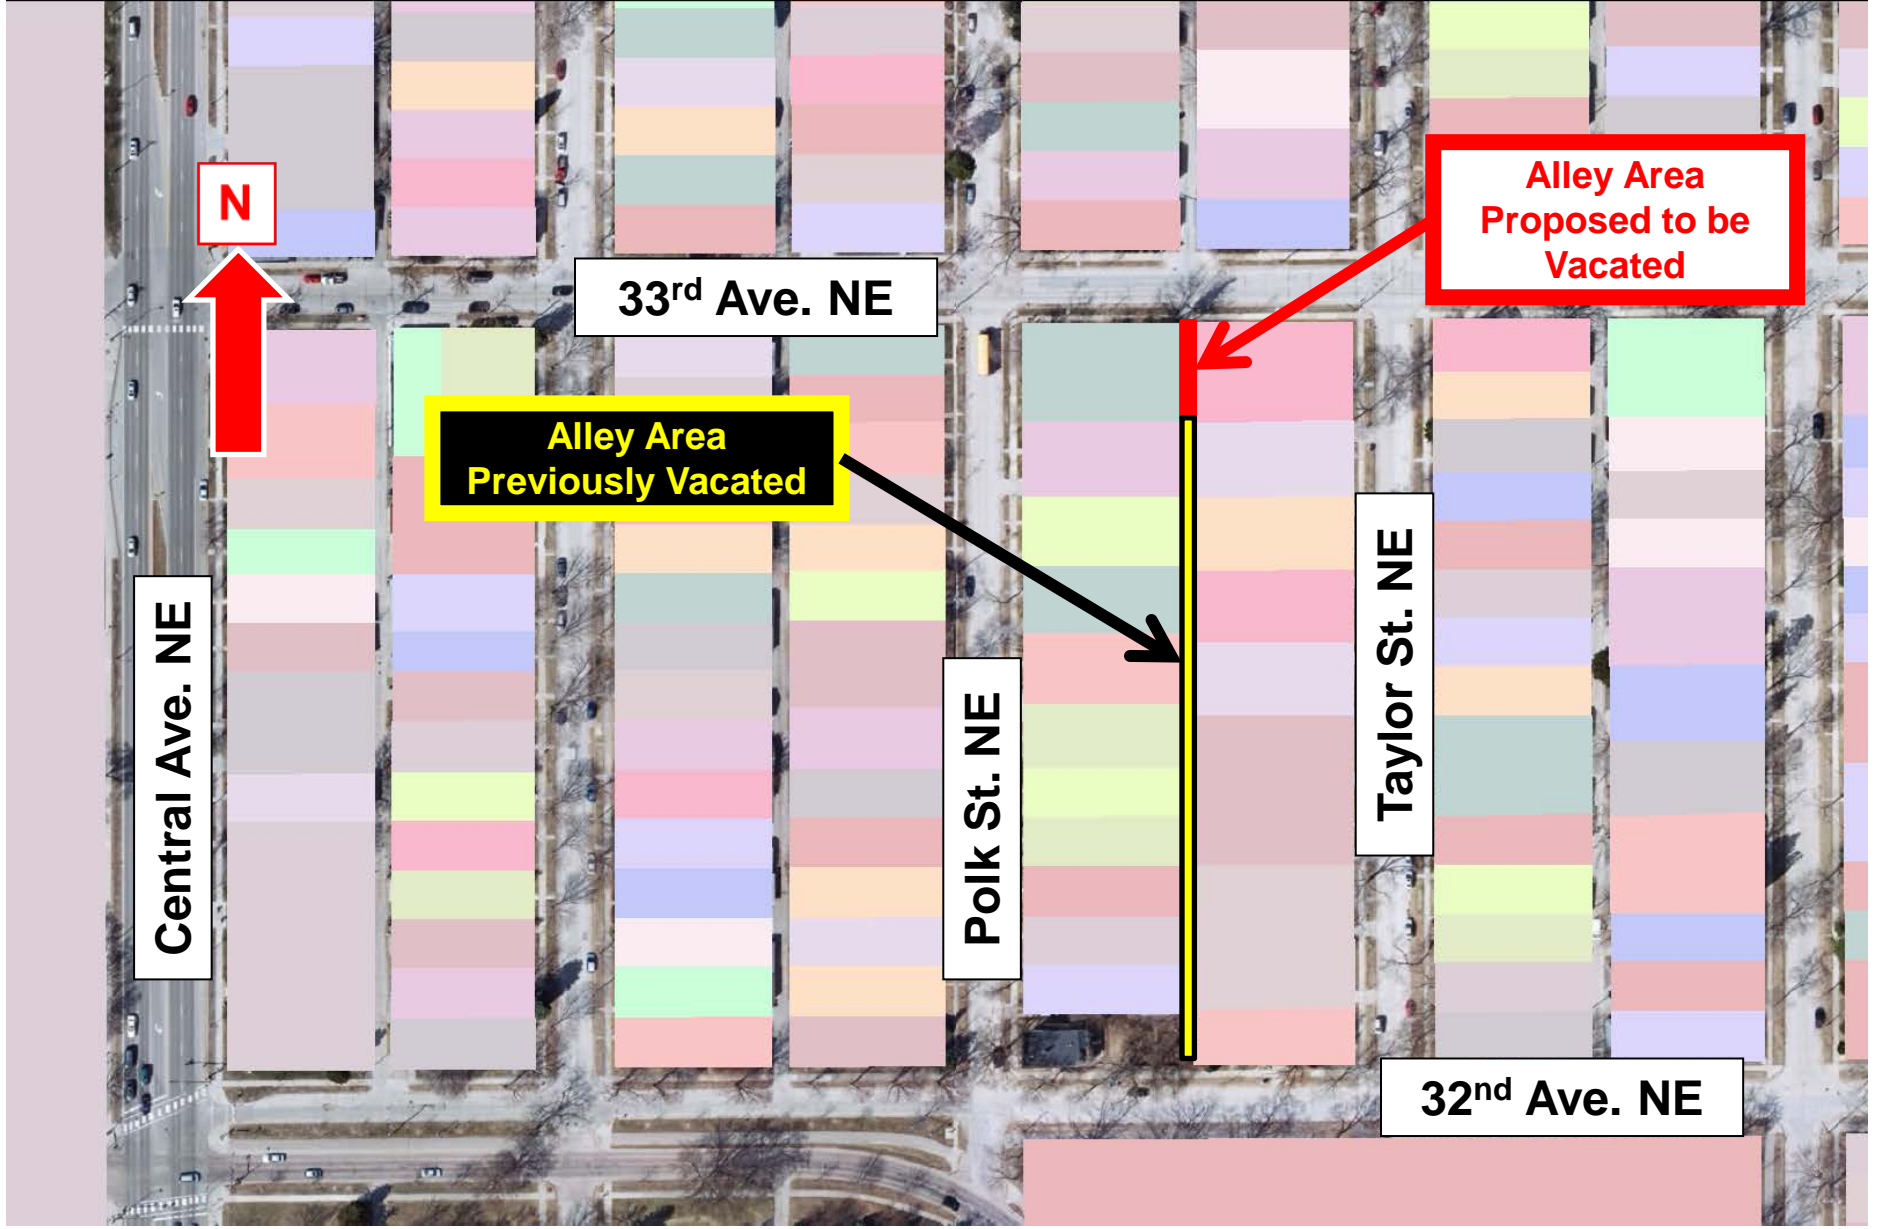 N
Alley Area
Proposed to be
Vacated
33rd Ave. NE
Alley Area
Previously Vacated
Central Ave. NE
Polk St. NE
Taylor St. NE
32nd Ave. NE